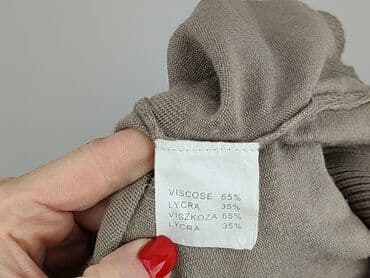 VISCOSE 65%
LYCRA 35%
VISZKOZA 65%
LYCRA 35%